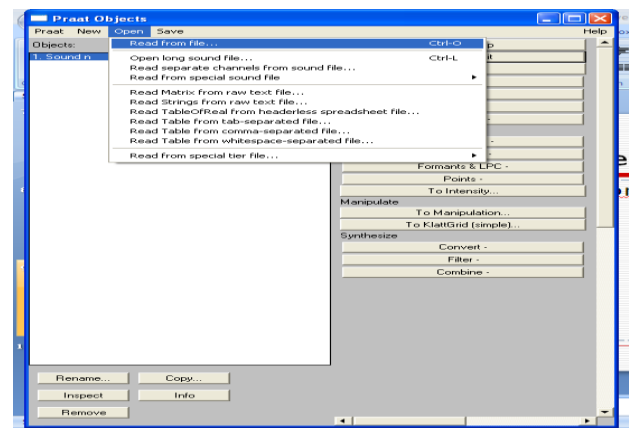 Praat Objects
Praat New Open Save Help
Objects:
1. Sound n
Read from file... Ctrl-O
Open long sound file... Ctrl-L
Read separate channels from sound file...
Read from special sound file
Read Matrix from raw text file...
Read Strings from raw text file...
Read TableOfReal from headerless spreadsheet file...
Read Table from tab-separated file...
Read Table from comma-separated file...
Read Table from whitespace-separated file...
Read from special tier file...
Formants & LPC -
Points -
To Intensity...
Manipulate
To Manipulation...
To KlattGrid (simple)...
Synthesize
Convert -
Filter -
Combine -
Rename... Copy...
Inspect Info
Remove